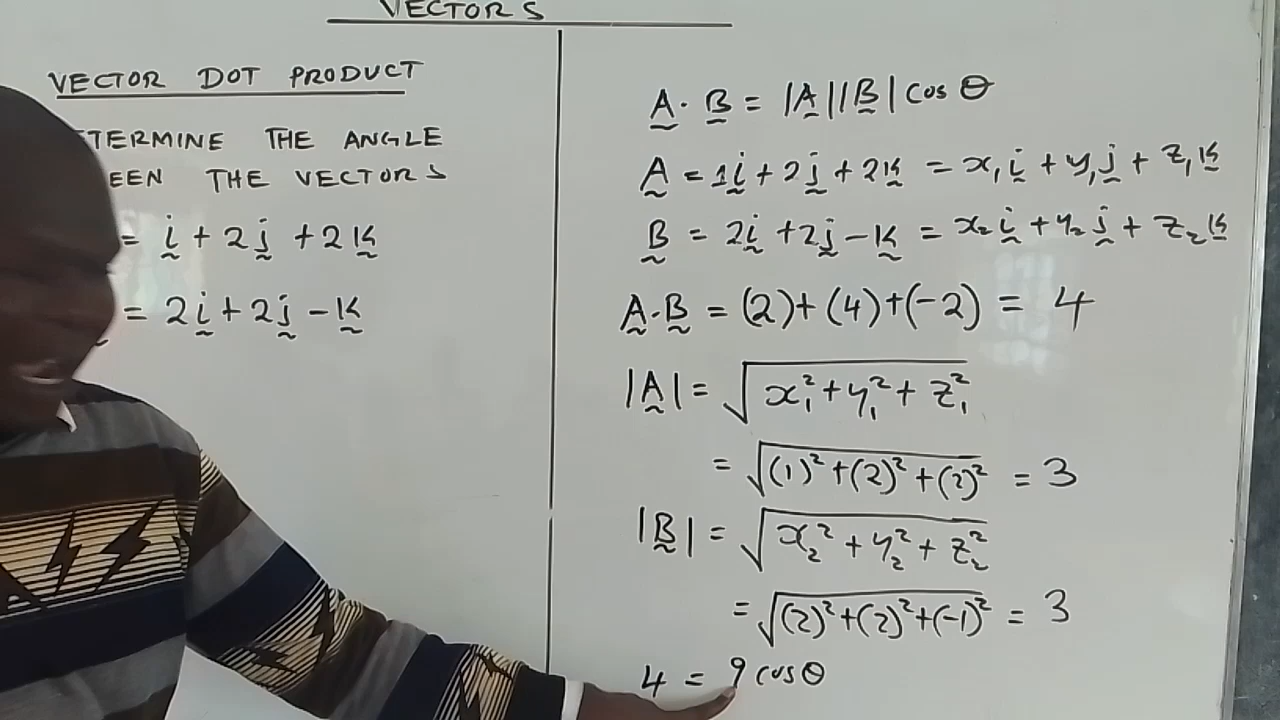 VECTORS
VECTOR DOT PRODUCT
TERMINE THE ANGLE
EEN THE VECTORS
= i + 2j + 2k
= 2i + 2j - k
A . B = |A||B| cos θ
A = 1i + 2j + 2k = x₁i + y₁j + z₁k
B = 2i + 2j - k = x₂i + y₂j + z₂k
A.B = (2)+(4)+(-2) = 4
|A| = √(x₁² + y₁² + z₁²)
= √((1)² + (2)² + (2)²) = 3
|B| = √(x₂² + y₂² + z₂²)
= √((2)² + (2)² + (-1)²) = 3
4 = 9 cos θ